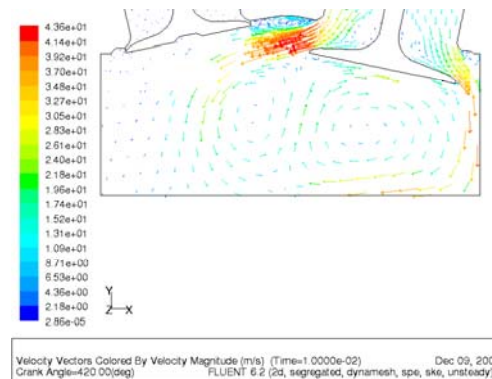 4.36e+01
4.14e+01
3.92e+01
3.70e+01
3.48e+01
3.27e+01
3.05e+01
2.83e+01
2.61e+01
2.40e+01
2.18e+01
1.96e+01
1.74e+01
1.52e+01
1.31e+01
1.09e+01
8.71e+00
6.53e+00
4.36e+00
2.18e+00
2.86e-05
Y
Z X
Velocity Vectors Colored By Velocity Magnitude (m/s) (Time=1.0000e-02) Dec 09,
Crank Angle=420.00(deg) FLUENT 6.2 (2d, segregated, dynamesh, spe, ske, unsteady)